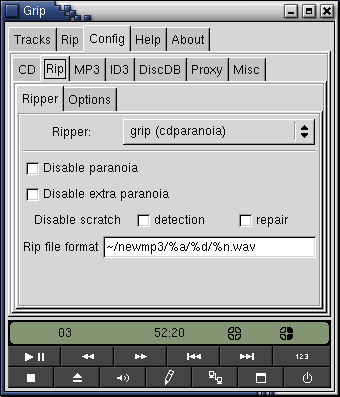 Grip
Tracks Rip Config Help About
CD Rip MP3 ID3 DiscDB Proxy Misc
Ripper Options
Ripper: grip (cdparanoia)
Disable paranoia
Disable extra paranoia
Disable scratch detection repair
Rip file format ~/newmp3/%a/%d/%n.wav
03 52:20
123